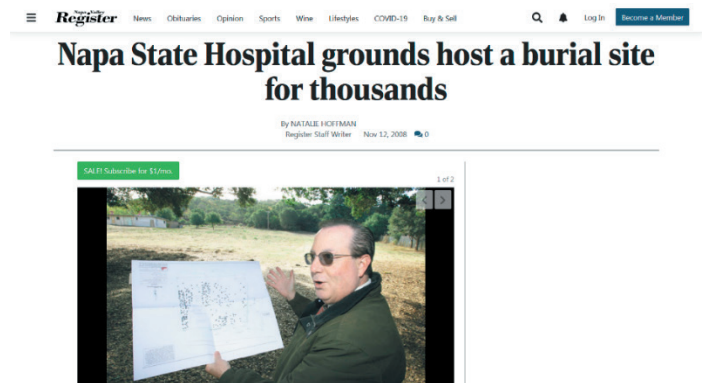 Napa Valley
Register News Obituaries Opinion Sports Wine Lifestyles COVID-19 Buy & Sell Log In Become a Member
Napa State Hospital grounds host a burial site
for thousands
By NATALIE HOFFMAN
Register Staff Writer Nov 12, 2008 0
SALE! Subscribe for $1/mo.
1 of 2